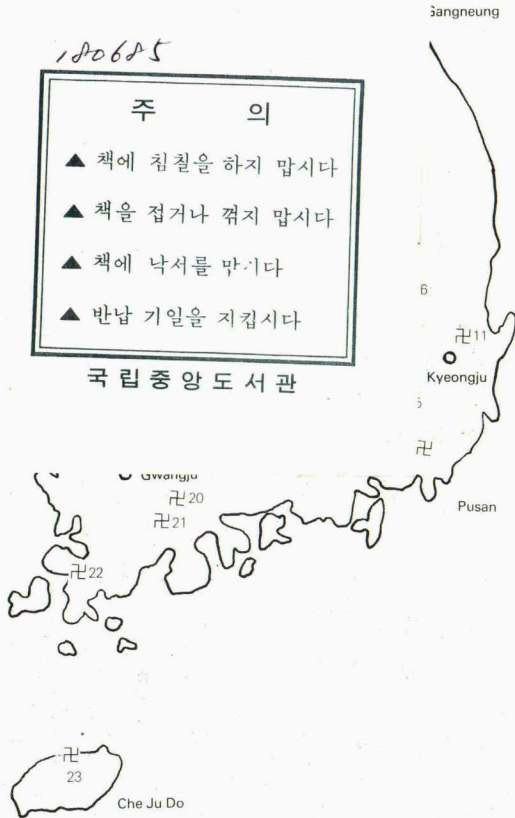 Gangneung
180685
주 의
▲ 책에 침칠을 하지 맙시다
▲ 책을 접거나 꺾지 맙시다
▲ 책에 낙서를 맙시다
▲ 반납 기일을 지킵시다
국립중앙도서관
6
卍11
Kyeongju
5
卍
Pusan
Gwangju
卍20
卍21
卍22
卍
23
Che Ju Do